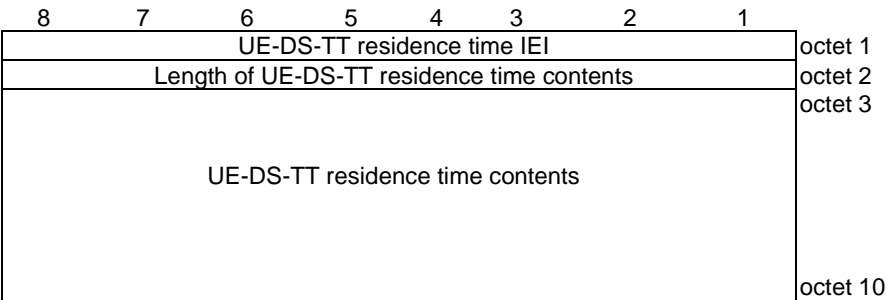 8 7 6 5 4 3 2 1
UE-DS-TT residence time IEI octet 1
Length of UE-DS-TT residence time contents octet 2
octet 3
UE-DS-TT residence time contents
octet 10